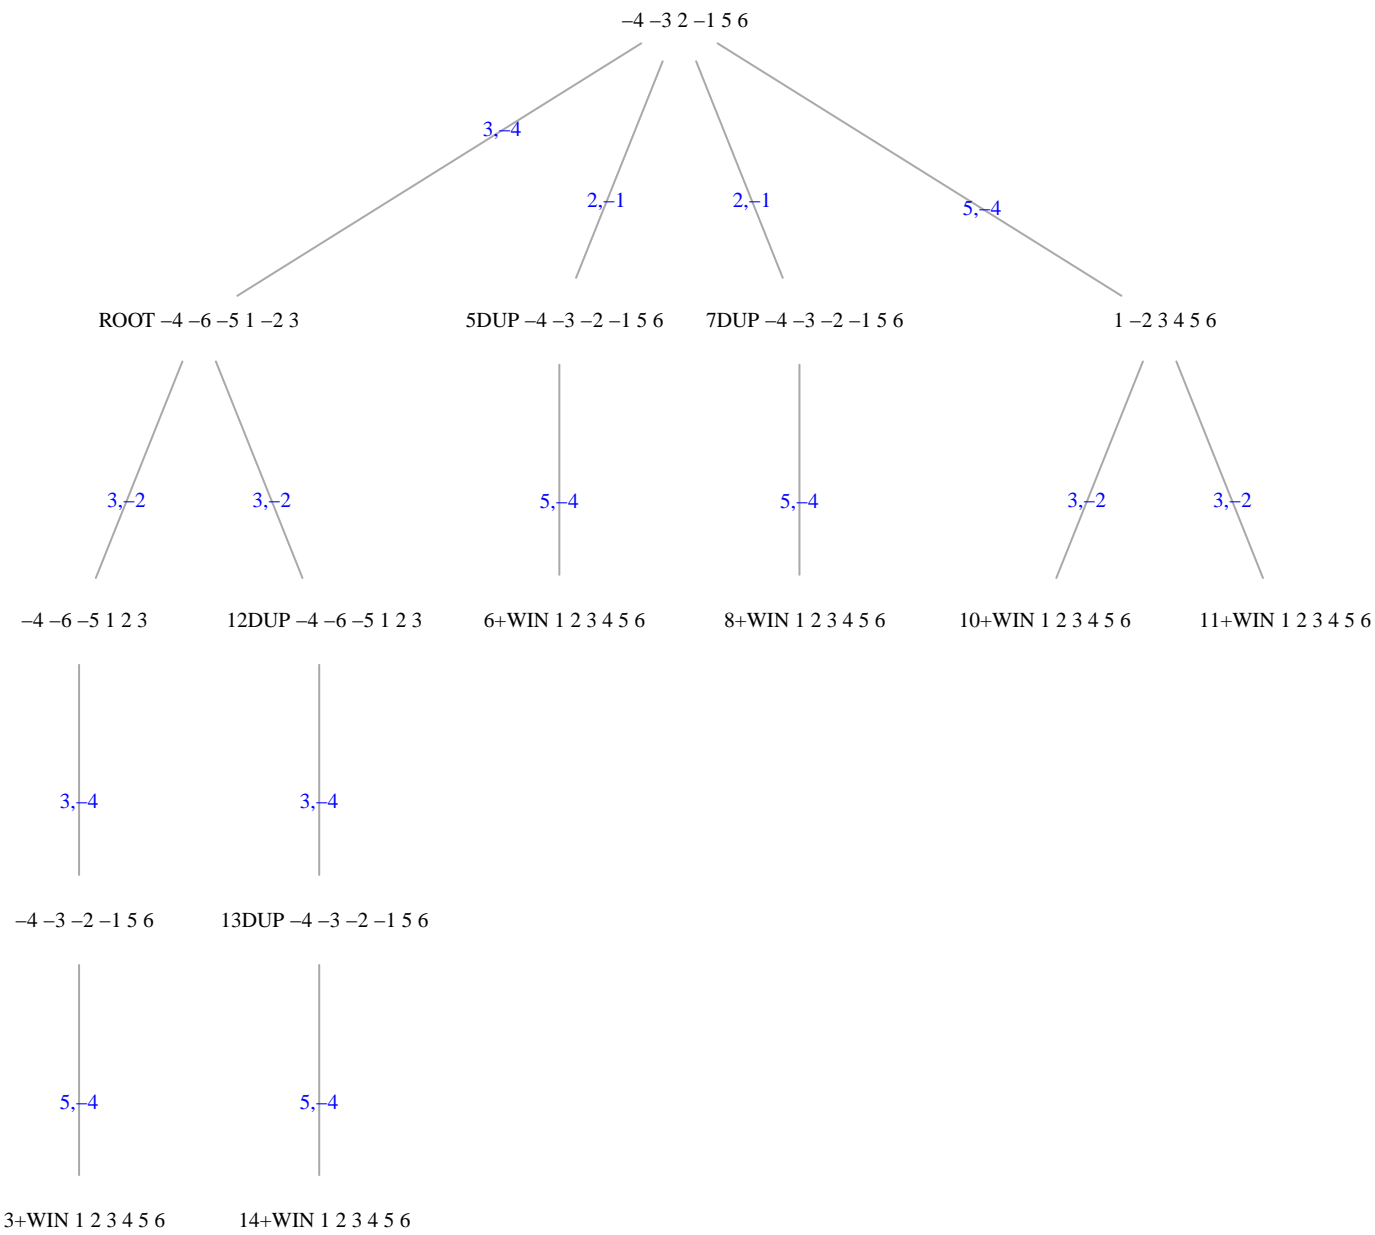 –4 –3 2 –1 5 6
3,–4
2,–1
2,–1
5,–4
ROOT –4 –6 –5 1 –2 3
5DUP –4 –3 –2 –1 5 6
7DUP –4 –3 –2 –1 5 6
1 –2 3 4 5 6
3,–2
3,–2
5,–4
5,–4
3,–2
3,–2
–4 –6 –5 1 2 3
12DUP –4 –6 –5 1 2 3
6+WIN 1 2 3 4 5 6
8+WIN 1 2 3 4 5 6
10+WIN 1 2 3 4 5 6
11+WIN 1 2 3 4 5 6
3,–4
3,–4
–4 –3 –2 –1 5 6
13DUP –4 –3 –2 –1 5 6
5,–4
5,–4
3+WIN 1 2 3 4 5 6
14+WIN 1 2 3 4 5 6